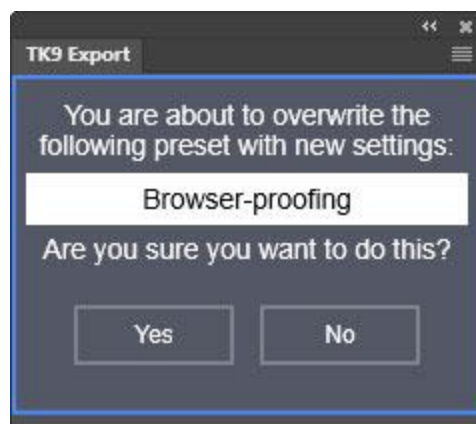 TK9 Export
You are about to overwrite the
following preset with new settings:
Browser-proofing
Are you sure you want to do this?
Yes
No